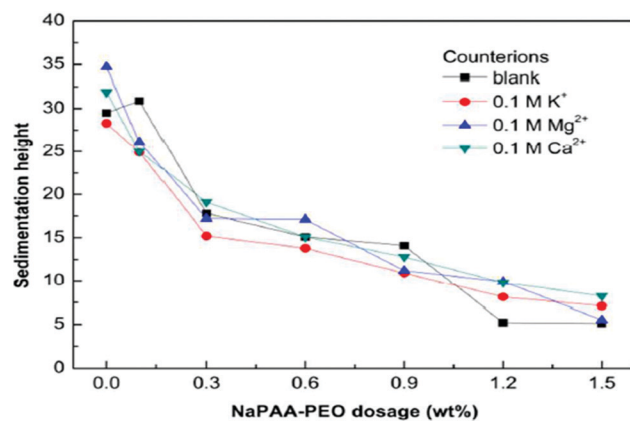 40
35
30
25
20
15
10
5
0
Sedimentation height
Counterions
blank
0.1 M K⁺
0.1 M Mg²⁺
0.1 M Ca²⁺
0.0 0.3 0.6 0.9 1.2 1.5
NaPAA-PEO dosage (wt%)